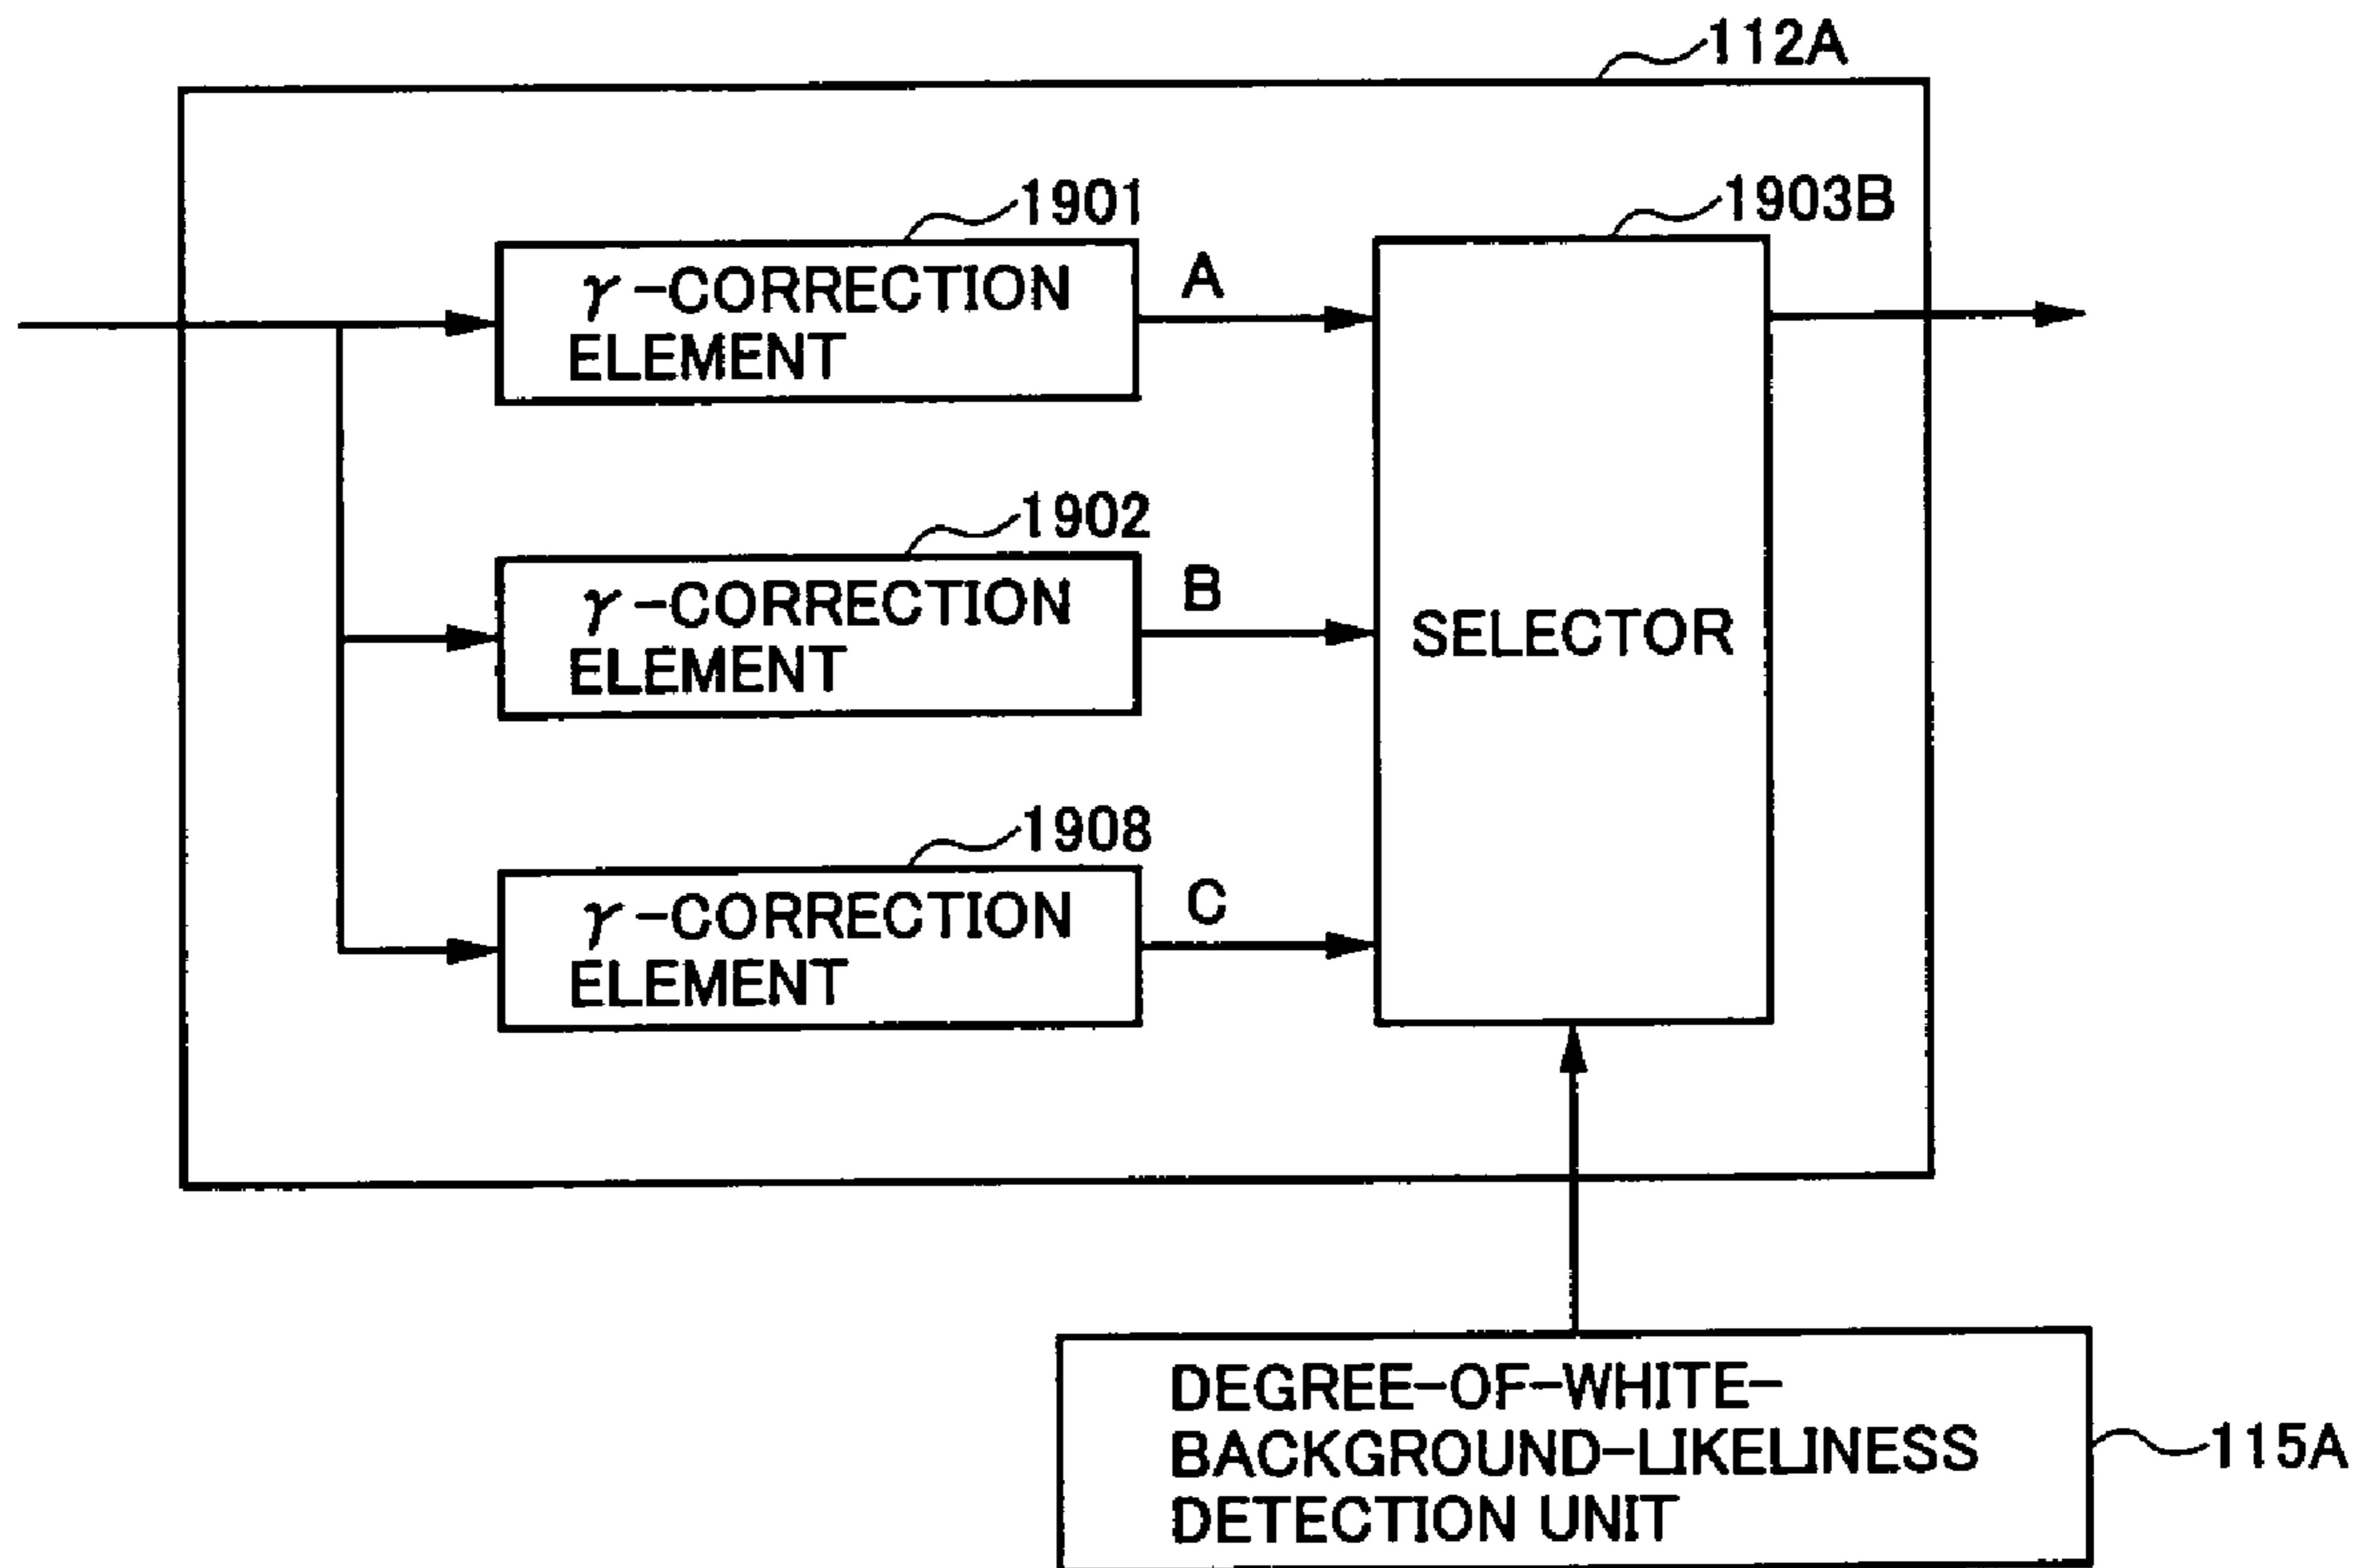 112A
1901
1903B
γ-CORRECTION
ELEMENT
A
1902
γ-CORRECTION
ELEMENT
B
SELECTOR
1908
γ-CORRECTION
ELEMENT
C
DEGREE-OF-WHITE-
BACKGROUND-LIKELINESS
DETECTION UNIT
115A